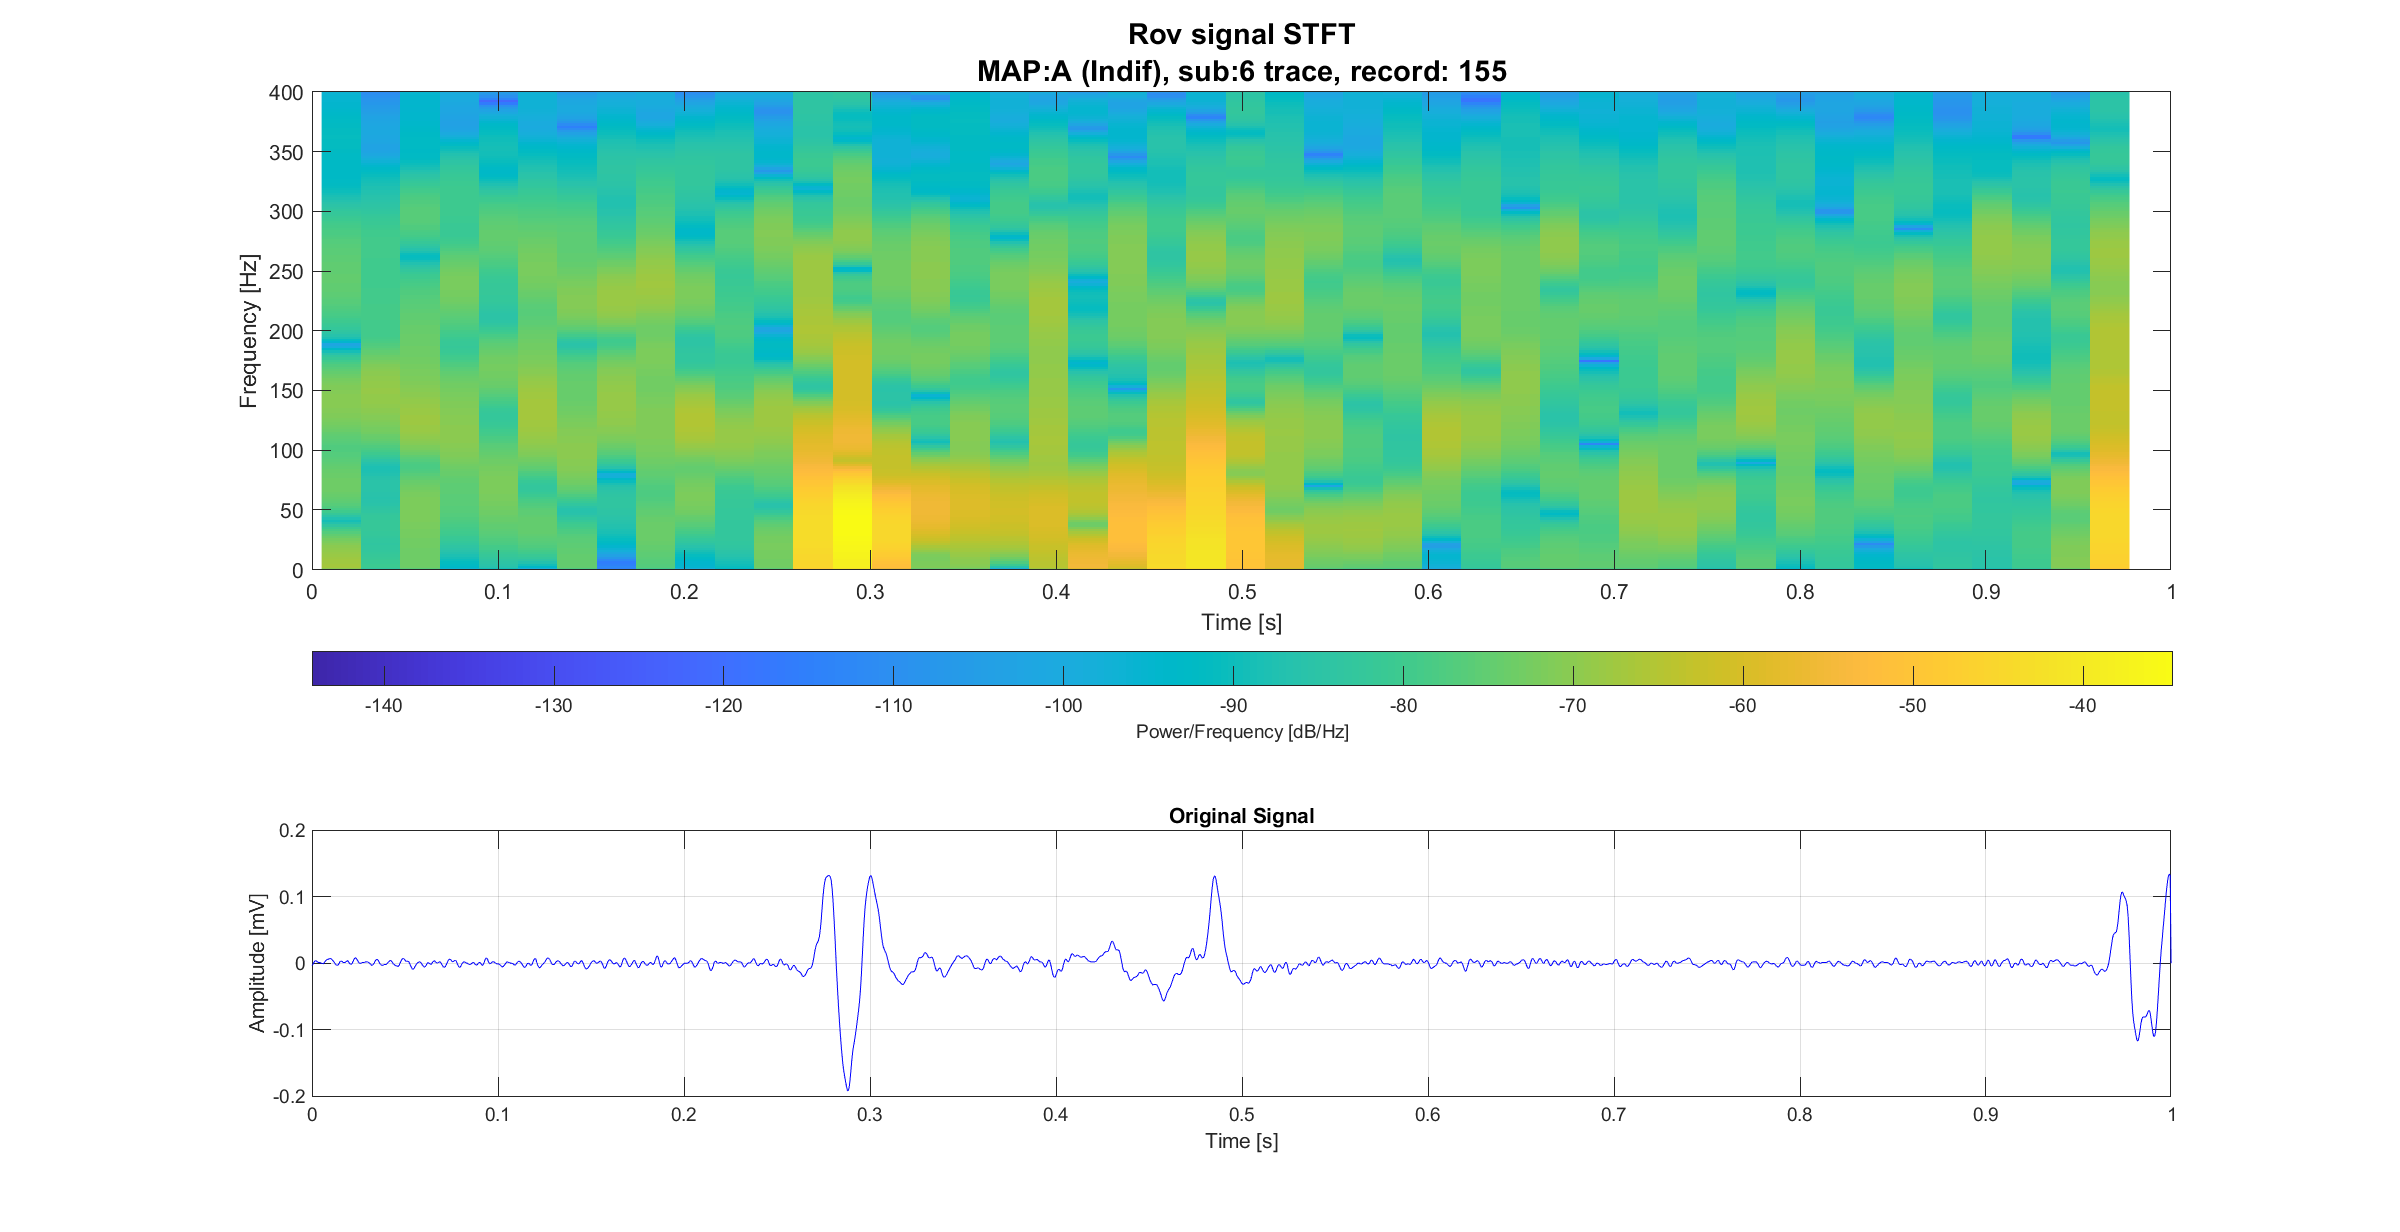 Rov signal STFT
MAP:A (Indif), sub:6 trace, record: 155
400
350
300
250
200
150
100
50
0
Frequency [Hz]
0 0.1 0.2 0.3 0.4 0.5 0.6 0.7 0.8 0.9 1
Time [s]
-140 -130 -120 -110 -100 -90 -80 -70 -60 -50 -40
Power/Frequency [dB/Hz]
Original Signal
0.2
0.1
0
-0.1
-0.2
Amplitude [mV]
0 0.1 0.2 0.3 0.4 0.5 0.6 0.7 0.8 0.9 1
Time [s]